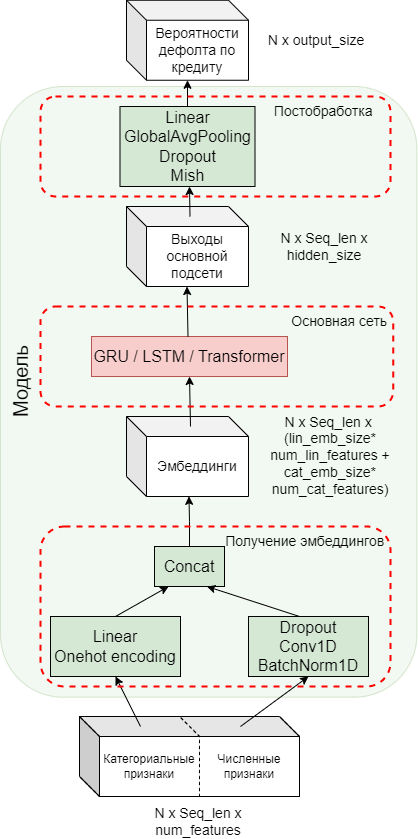 Вероятности
дефолта по
кредиту
N x output_size
Постобработка
Linear
GlobalAvgPooling
Dropout
Mish
Выходы
основной
подсети
N x Seq_len x
hidden_size
Основная сеть
GRU / LSTM / Transformer
Модель
Эмбеддинги
N x Seq_len x
(lin_emb_size*
num_lin_features +
cat_emb_size*
num_cat_features)
Получение эмбеддингов
Concat
Linear
Onehot encoding
Dropout
Conv1D
BatchNorm1D
Категориальные
признаки
Численные
признаки
N x Seq_len x
num_features